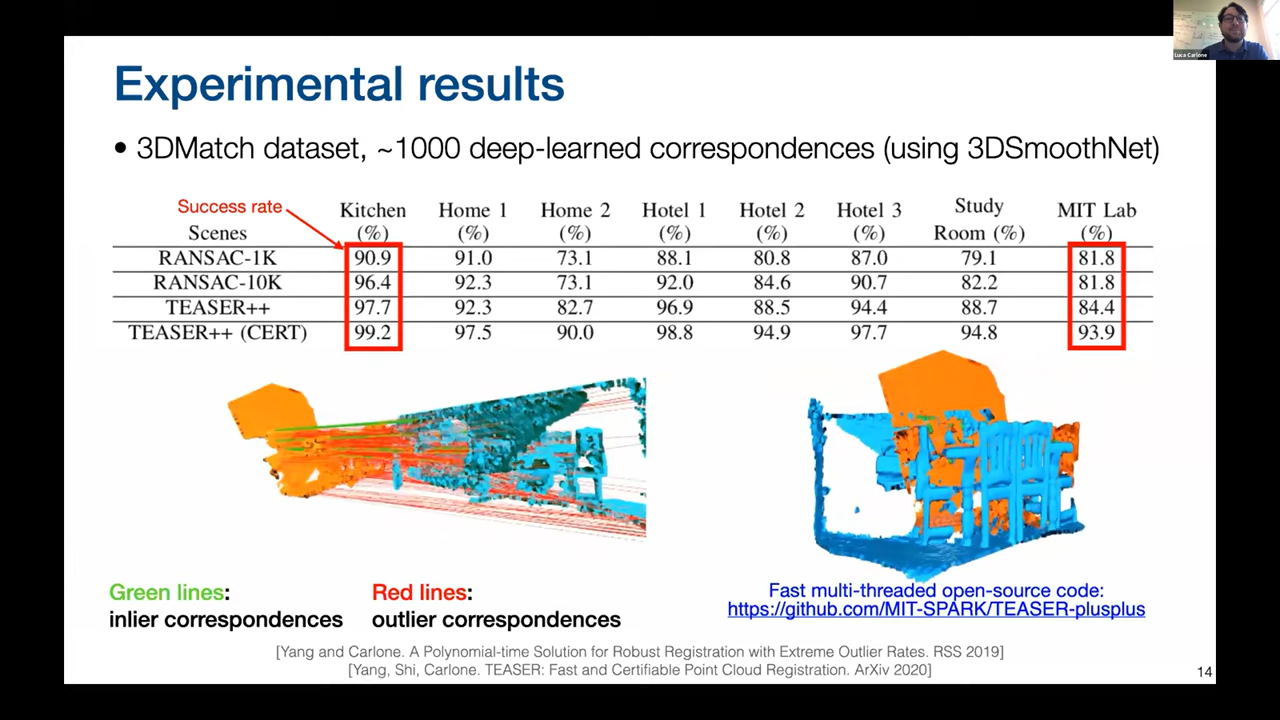 Luca Carlone
Experimental results
• 3DMatch dataset, ~1000 deep-learned correspondences (using 3DSmoothNet)
Success rate
Scenes Kitchen (%) Home 1 (%) Home 2 (%) Hotel 1 (%) Hotel 2 (%) Hotel 3 (%) Study Room (%) MIT Lab (%)
RANSAC-1K 90.9 91.0 73.1 88.1 80.8 87.0 79.1 81.8
RANSAC-10K 96.4 92.3 73.1 92.0 84.6 90.7 82.2 81.8
TEASER++ 97.7 92.3 82.7 96.9 88.5 94.4 88.7 84.4
TEASER++ (CERT) 99.2 97.5 90.0 98.8 94.9 97.7 94.8 93.9
Green lines:
inlier correspondences
Red lines:
outlier correspondences
Fast multi-threaded open-source code:
https://github.com/MIT-SPARK/TEASER-plusplus
[Yang and Carlone. A Polynomial-time Solution for Robust Registration with Extreme Outlier Rates. RSS 2019]
[Yang, Shi, Carlone. TEASER: Fast and Certifiable Point Cloud Registration. ArXiv 2020]
14